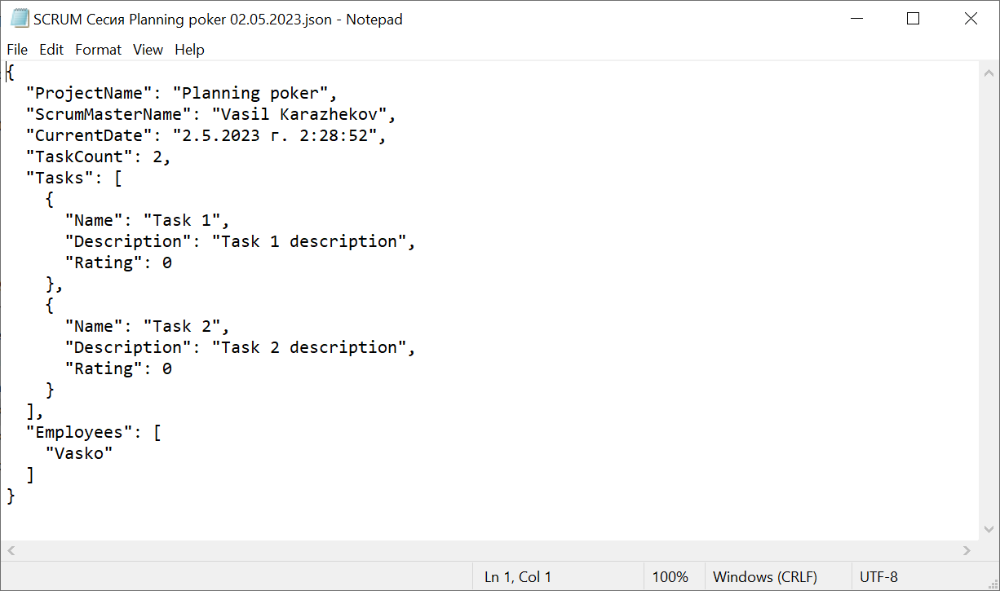 SCRUM Сесия Planning poker 02.05.2023.json - Notepad
File Edit Format View Help
{
  "ProjectName": "Planning poker",
  "ScrumMasterName": "Vasil Karazhekov",
  "CurrentDate": "2.5.2023 г. 2:28:52",
  "TaskCount": 2,
  "Tasks": [
    {
      "Name": "Task 1",
      "Description": "Task 1 description",
      "Rating": 0
    },
    {
      "Name": "Task 2",
      "Description": "Task 2 description",
      "Rating": 0
    }
  ],
  "Employees": [
    "Vasko"
  ]
}
Ln 1, Col 1 100% Windows (CRLF) UTF-8